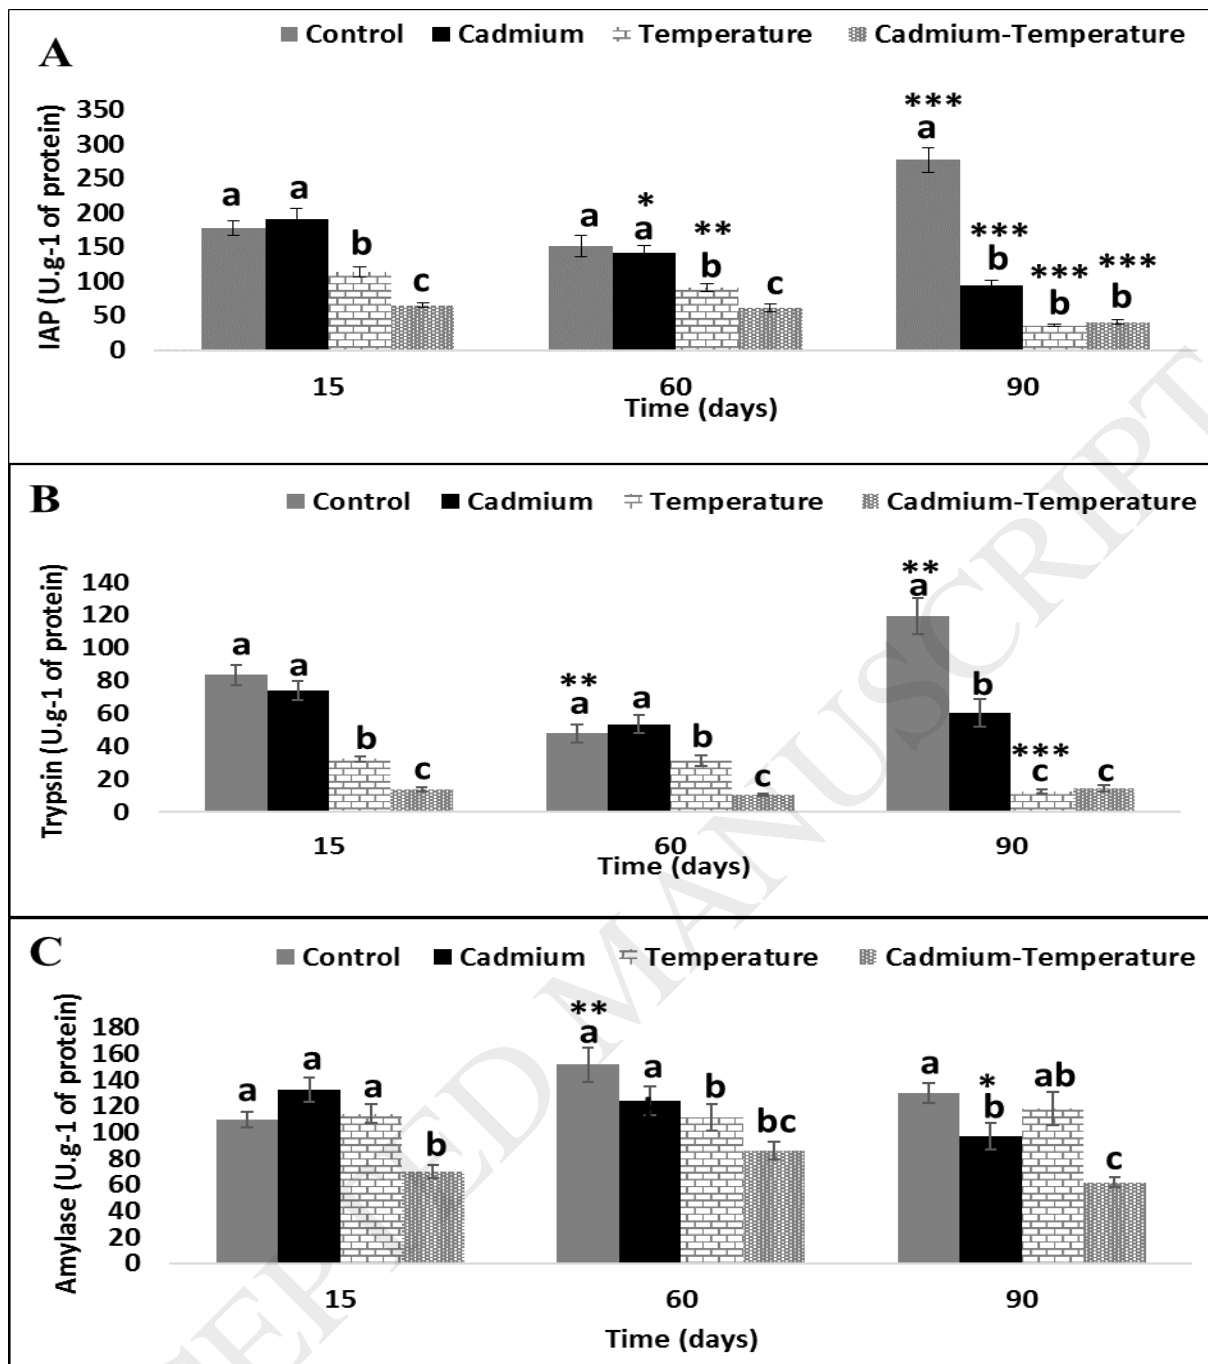 A
Control Cadmium Temperature Cadmium-Temperature
IAP (U.g-1 of protein)
350
300
250
200
150
100
50
0
a a b c
a * a ** b c
*** a *** b *** b *** b
15 60 90
Time (days)
B
Control Cadmium Temperature Cadmium-Temperature
Trypsin (U.g-1 of protein)
140
120
100
80
60
40
20
0
a a b c
** a a b c
** a b *** c c
15 60 90
Time (days)
C
Control Cadmium Temperature Cadmium-Temperature
Amylase (U.g-1 of protein)
180
160
140
120
100
80
60
40
20
0
a a a b
** a a b bc
a * b ab c
15 60 90
Time (days)
CEPTED MANUSCRIPT